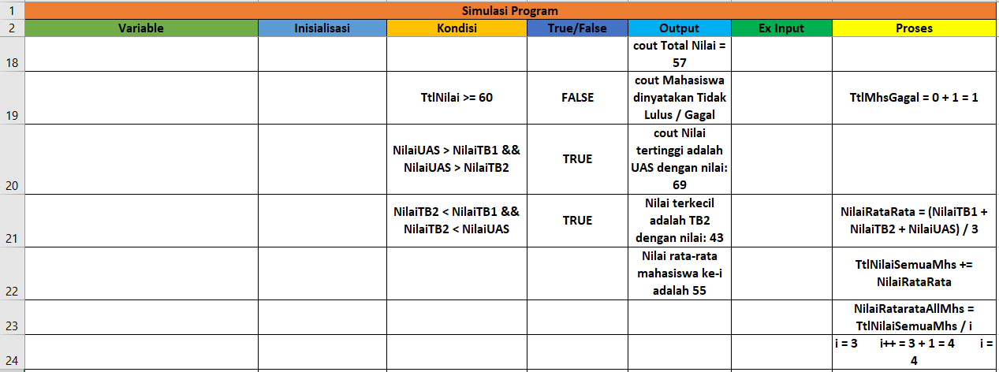 1 Simulasi Program
2 Variable Inisialisasi Kondisi True/False Output Ex Input Proses
18 cout Total Nilai =
57
19 TtlNilai >= 60 FALSE cout Mahasiswa
dinyatakan Tidak
Lulus / Gagal
TtlMhsGagal = 0 + 1 = 1
20 NilaiUAS > NilaiTB1 &&
NilaiUAS > NilaiTB2
TRUE
cout Nilai
tertinggi adalah
UAS dengan nilai:
69
21 NilaiTB2 < NilaiTB1 &&
NilaiTB2 < NilaiUAS
TRUE
Nilai terkecil
adalah TB2
dengan nilai: 43
NilaiRataRata = (NilaiTB1 +
NilaiTB2 + NilaiUAS) / 3
22 Nilai rata-rata
mahasiswa ke-i
adalah 55
TtlNilaiSemuaMhs +=
NilaiRataRata
23 NilaiRatarataAllMhs =
TtlNilaiSemuaMhs / i
24 i = 3 i++ = 3 + 1 = 4 i =
4